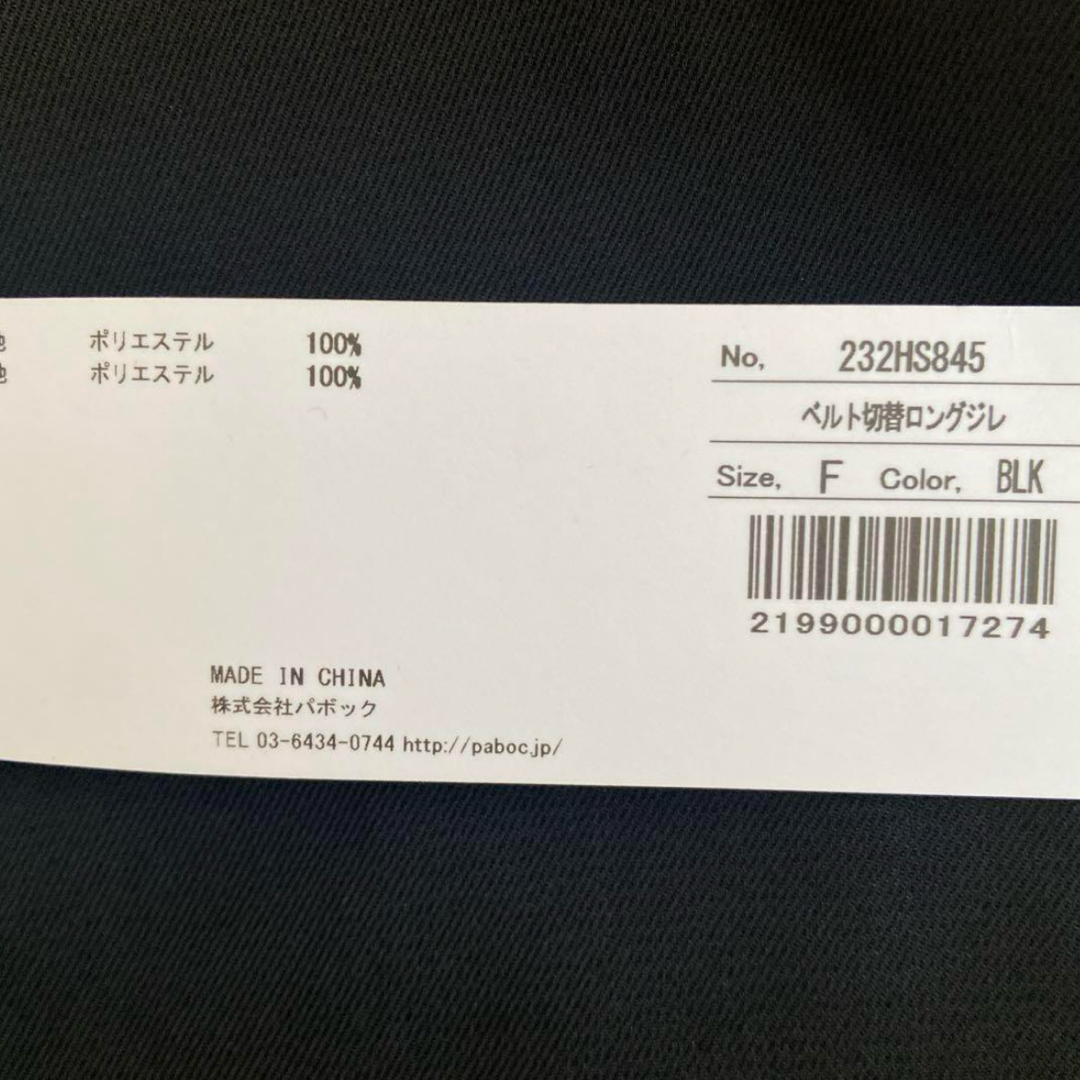 地 ポリエステル 100%
地 ポリエステル 100%
No, 232HS845
ベルト切替ロングジレ
Size, F Color, BLK
2199000017274
MADE IN CHINA
株式会社パボック
TEL 03-6434-0744 http://paboc.jp/